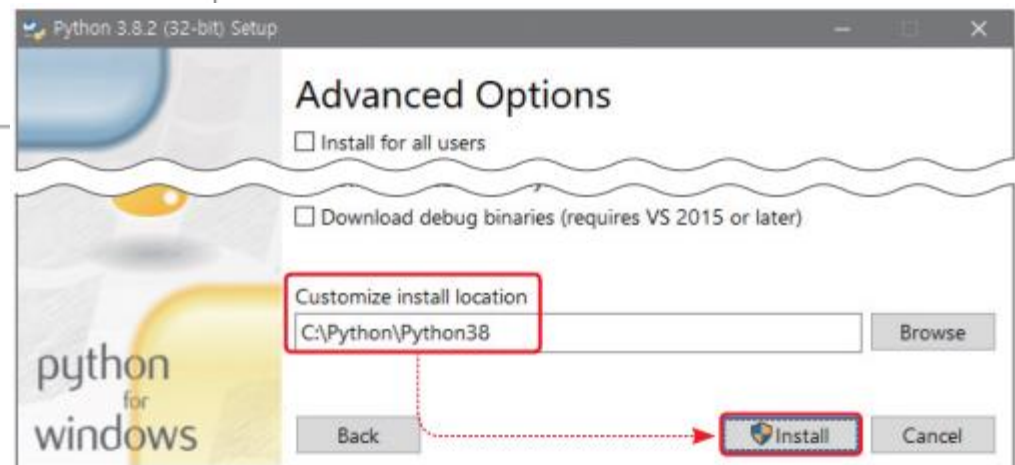 Python 3.8.2 (32-bit) Setup
Advanced Options
Install for all users
Download debug binaries (requires VS 2015 or later)
Customize install location
C:\Python\Python38
Browse
python
for
windows
Back
Install
Cancel